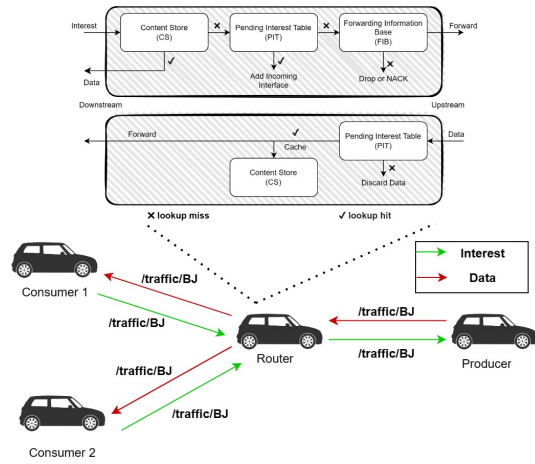 Interest
Content Store
(CS)
Pending Interest Table
(PIT)
Forwarding Information
Base
(FIB)
Forward
Data
Add Incoming
Interface
Drop or NACK
Downstream
Upstream
Forward
Cache
Pending Interest Table
(PIT)
Data
Content Store
(CS)
Discard Data
lookup miss
lookup hit
Interest
Data
/traffic/BJ
Consumer 1
/traffic/BJ
/traffic/BJ
Router
/traffic/BJ
Producer
/traffic/BJ
/traffic/BJ
Consumer 2